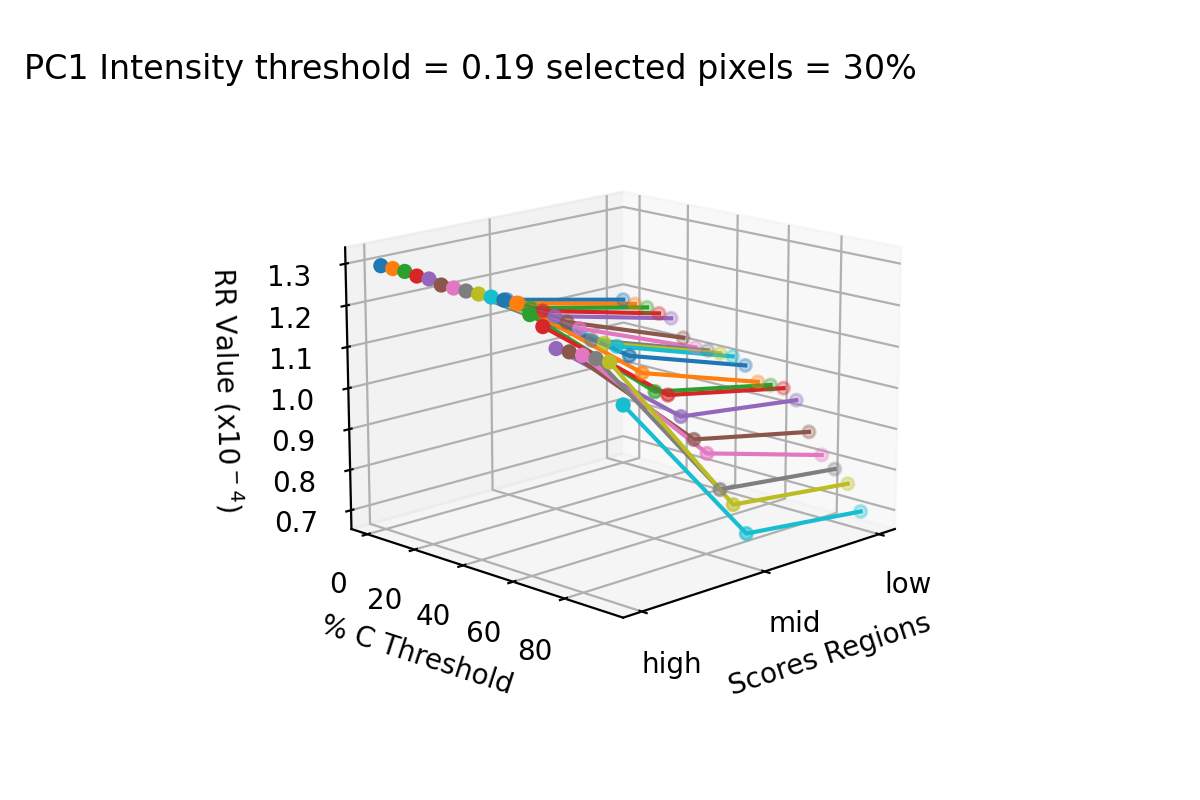 PC1 Intensity threshold = 0.19 selected pixels = 30%
RR Value (x10⁻⁴)
1.3
1.2
1.1
1.0
0.9
0.8
0.7
0
20
40
60
80
% C Threshold
high
mid
low
Scores Regions